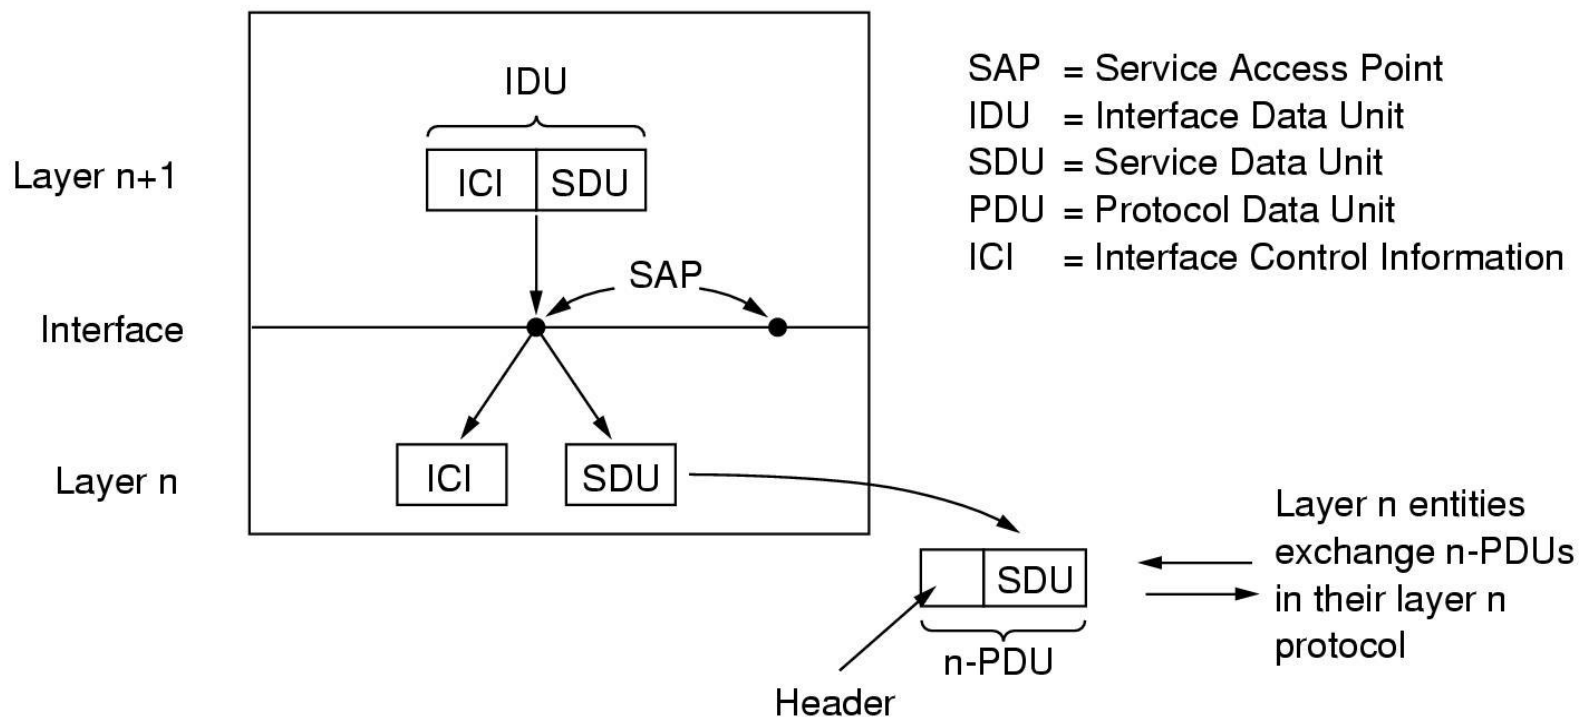 IDU
SAP = Service Access Point
IDU = Interface Data Unit
SDU = Service Data Unit
PDU = Protocol Data Unit
ICI = Interface Control Information
Layer n+1
ICI SDU
SAP
Interface
Layer n
ICI
SDU
Layer n entities
exchange n-PDUs
in their layer n
protocol
SDU
n-PDU
Header